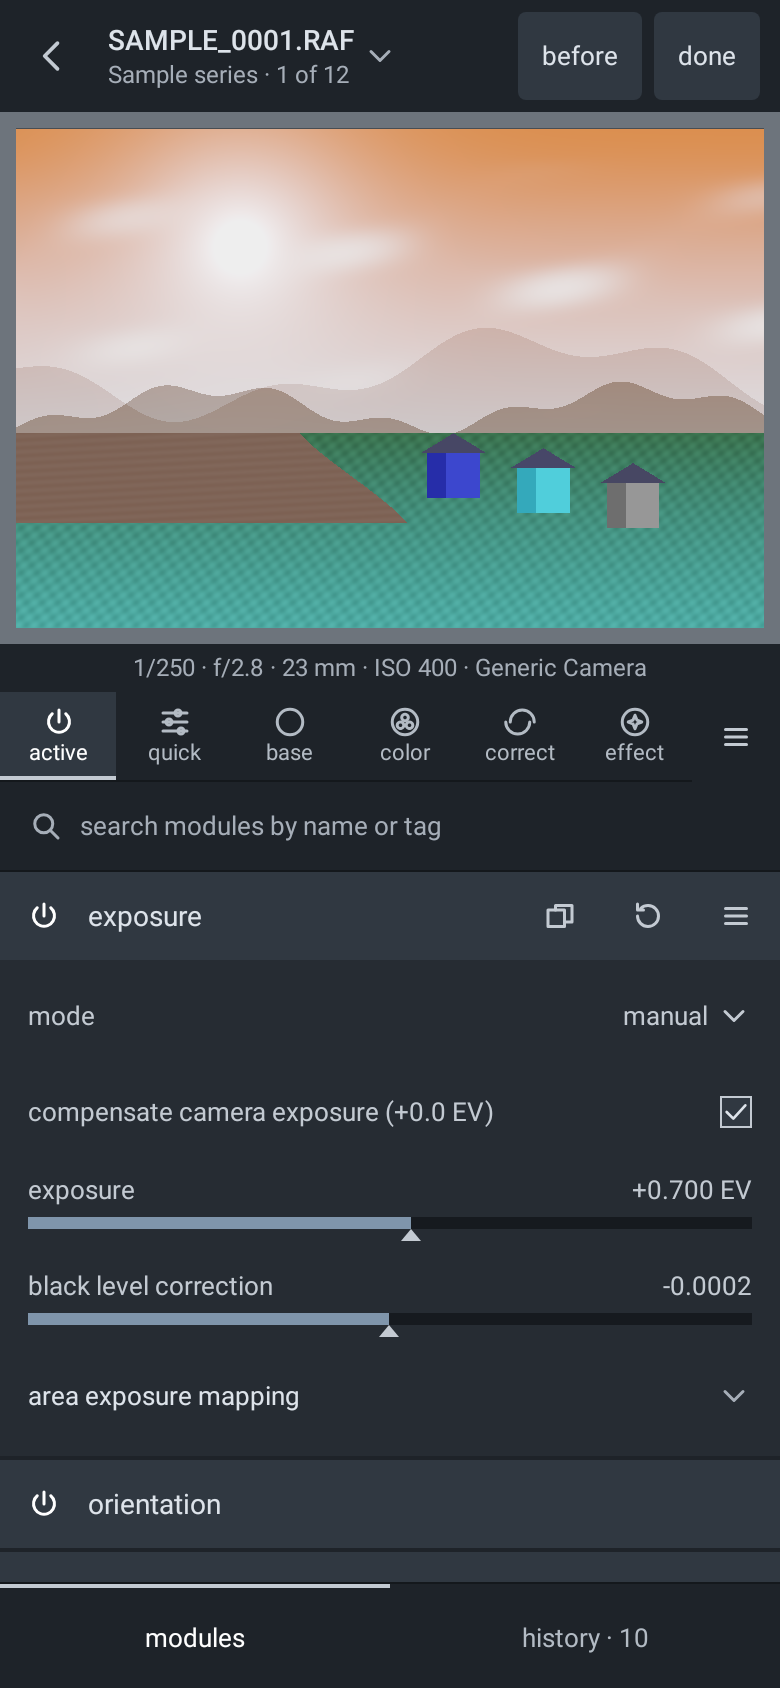 SAMPLE_0001.RAF
Sample series · 1 of 12
before
done
1/250 · f/2.8 · 23 mm · ISO 400 · Generic Camera
active
quick
base
color
correct
effect
search modules by name or tag
exposure
mode
manual
compensate camera exposure (+0.0 EV)
exposure
+0.700 EV
black level correction
-0.0002
area exposure mapping
orientation
modules
history · 10